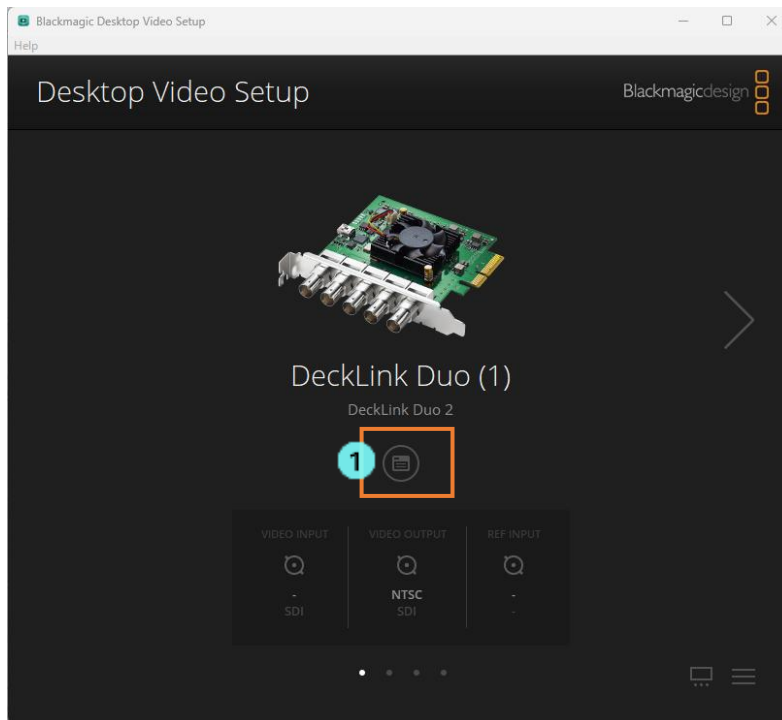 Blackmagic Desktop Video Setup
Help
Desktop Video Setup
Blackmagicdesign
DeckLink Duo (1)
DeckLink Duo 2
1
VIDEO INPUT VIDEO OUTPUT REF INPUT
- NTSC -
SDI SDI -